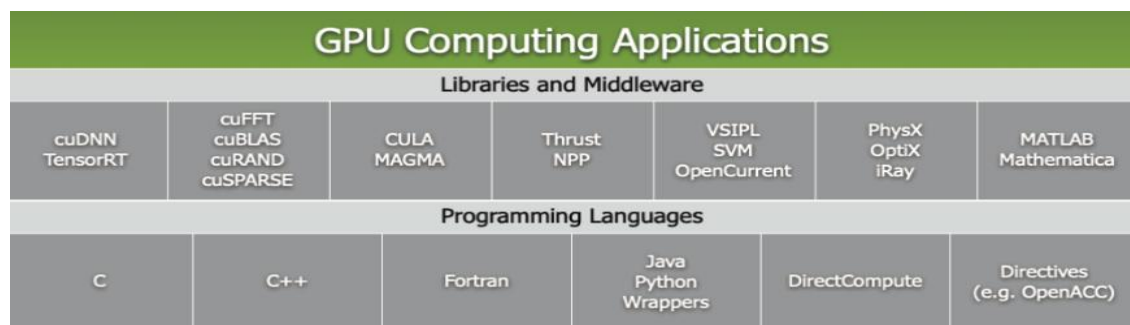 GPU Computing Applications
Libraries and Middleware
cuDNN
TensorRT
cuFFT
cuBLAS
cuRAND
cuSPARSE
CULA
MAGMA
Thrust
NPP
VSIPL
SVM
OpenCurrent
PhysX
OptiX
iRay
MATLAB
Mathematica
Programming Languages
C
C++
Fortran
Java
Python
Wrappers
DirectCompute
Directives
(e.g. OpenACC)